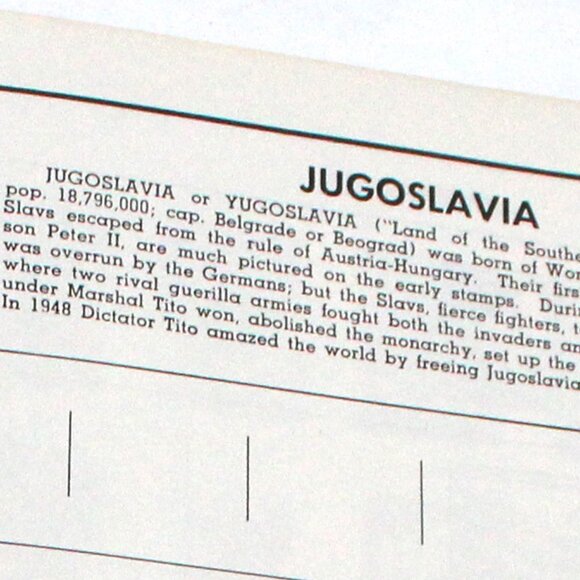 JUGOSLAVIA
JUGOSLAVIA or YUGOSLAVIA ("Land of the Southe
pop. 18,796,000; cap. Belgrade or Beograd) was born of Wor
Slavs escaped from the rule of Austria-Hungary. Their firs
son Peter II, are much pictured on the early stamps. Duri
was overrun by the Germans; but the Slavs, fierce fighters, t
where two rival guerilla armies fought both the invaders an
under Marshal Tito won, abolished the monarchy, set up the
In 1948 Dictator Tito amazed the world by freeing Jugoslavia